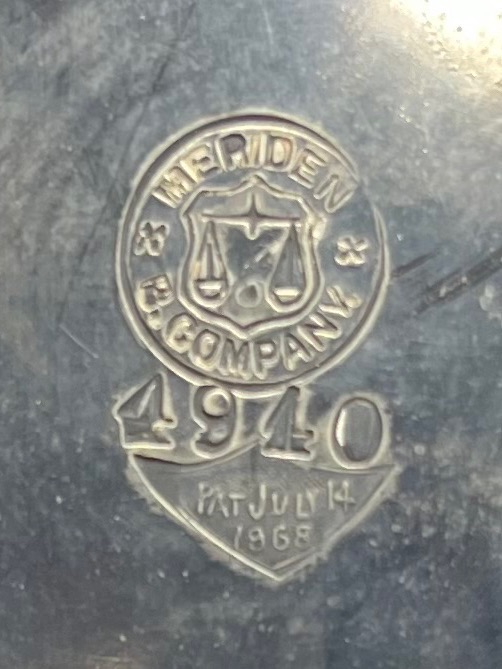 MERIDEN
B. COMPANY.
4940
PAT JULY 14
1968